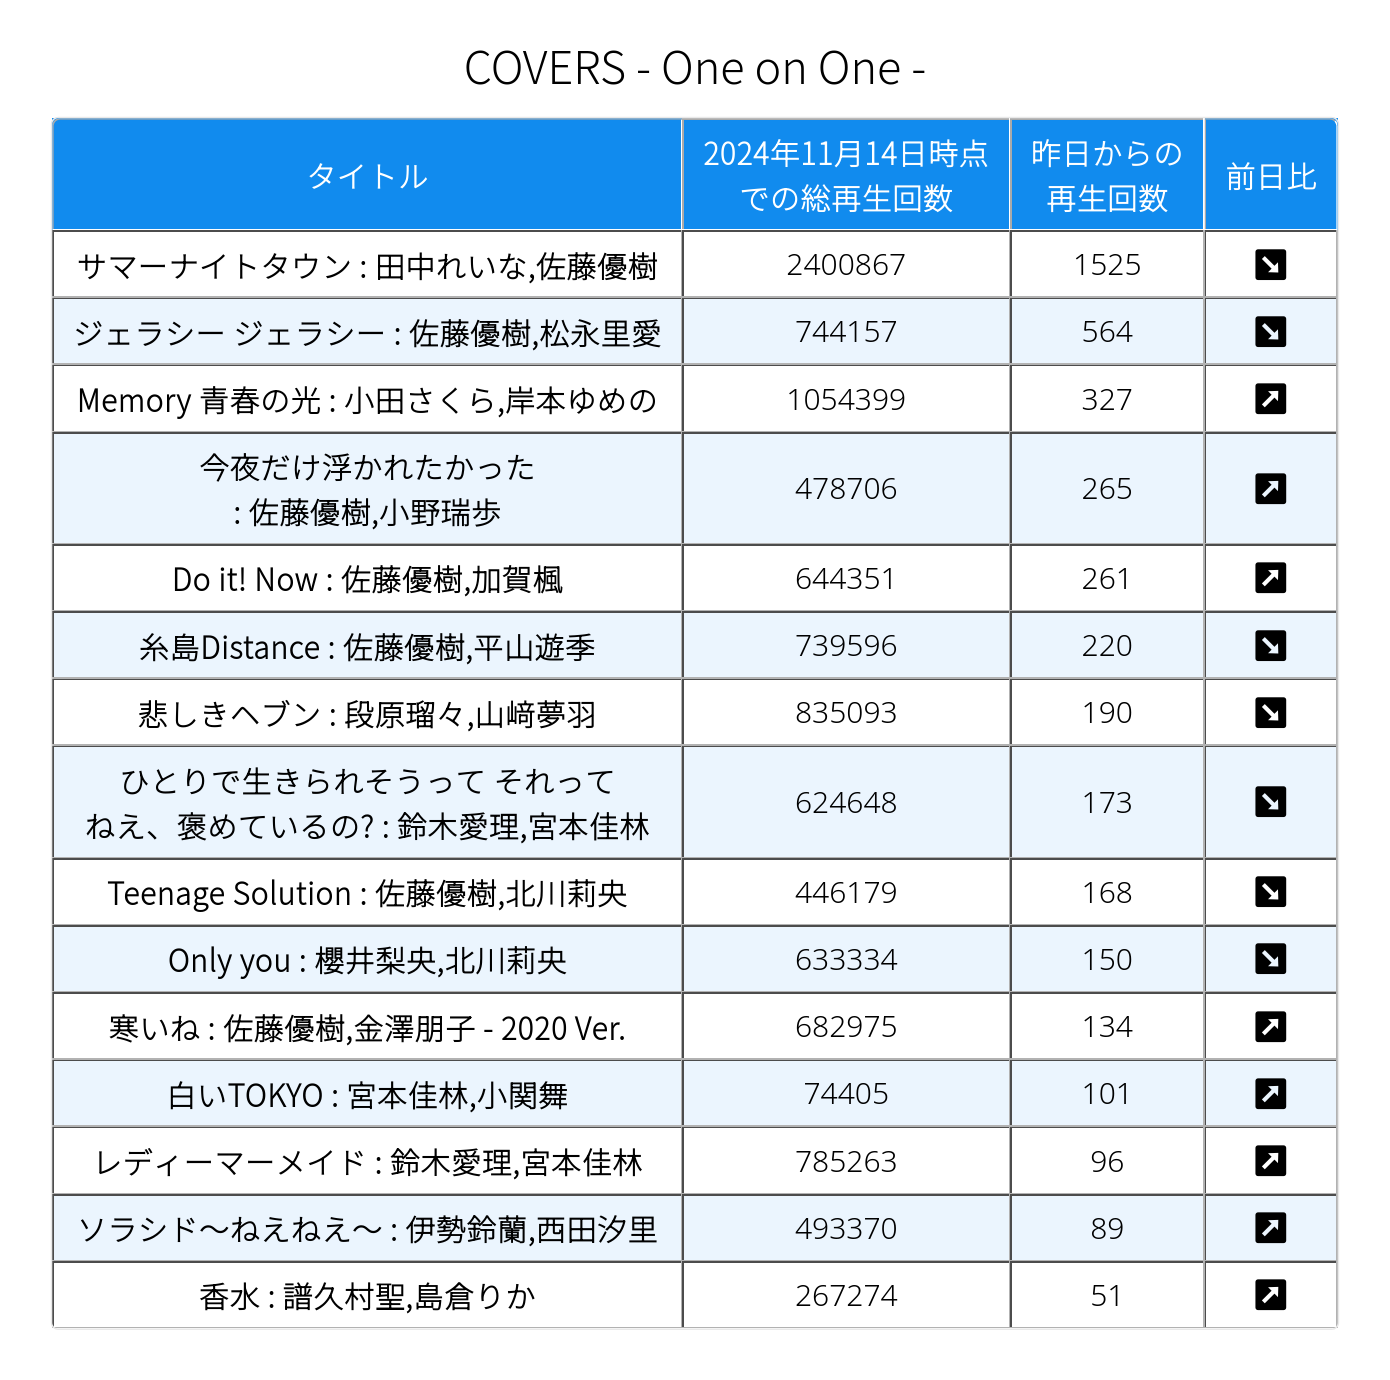 COVERS - One on One -
タイトル
2024年11月14日時点
での総再生回数
昨日からの
再生回数
前日比
サマーナイトタウン : 田中れいな,佐藤優樹
2400867
1525
ジェラシー ジェラシー : 佐藤優樹,松永里愛
744157
564
Memory 青春の光 : 小田さくら,岸本ゆめの
1054399
327
今夜だけ浮かれたかった
: 佐藤優樹,小野瑞歩
478706
265
Do it! Now : 佐藤優樹,加賀楓
644351
261
糸島Distance : 佐藤優樹,平山遊季
739596
220
悲しきヘブン : 段原瑠々,山﨑夢羽
835093
190
ひとりで生きられそうって それって
ねえ、褒めているの? : 鈴木愛理,宮本佳林
624648
173
Teenage Solution : 佐藤優樹,北川莉央
446179
168
Only you : 櫻井梨央,北川莉央
633334
150
寒いね : 佐藤優樹,金澤朋子 - 2020 Ver.
682975
134
白いTOKYO : 宮本佳林,小関舞
74405
101
レディーマーメイド : 鈴木愛理,宮本佳林
785263
96
ソラシド〜ねえねえ〜 : 伊勢鈴蘭,西田汐里
493370
89
香水 : 譜久村聖,島倉りか
267274
51